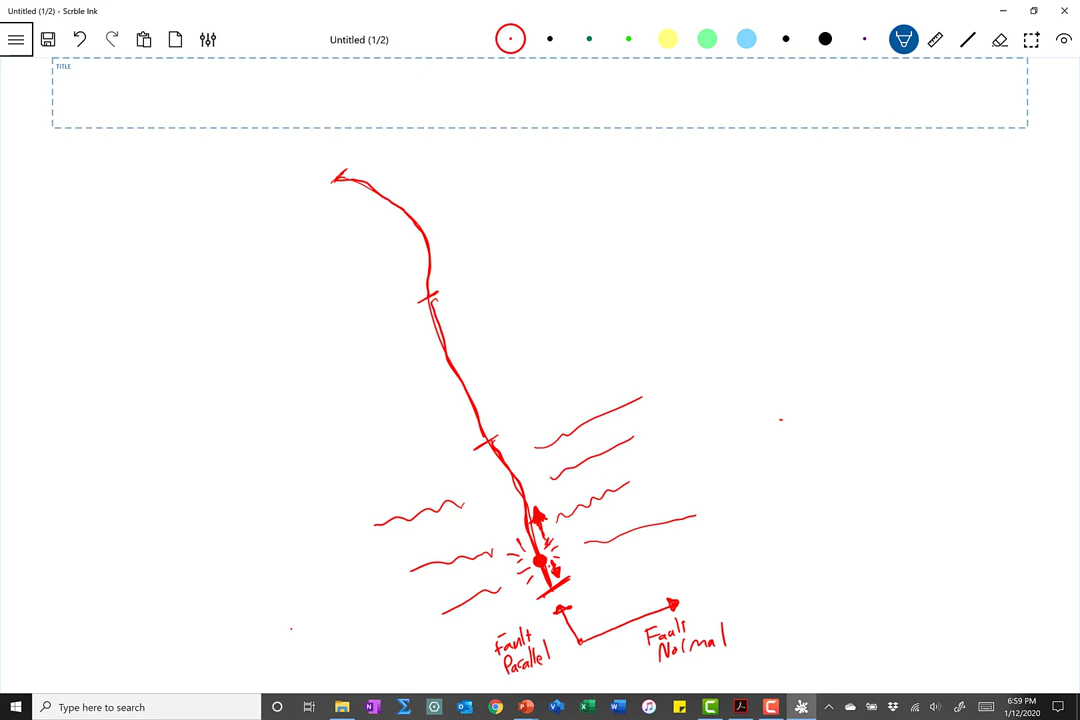 Untitled (1/2) - Scrble Ink
Untitled (1/2)
TITLE
Fault
Parallel
Fault
Normal
Type here to search
6:59 PM
1/12/2020